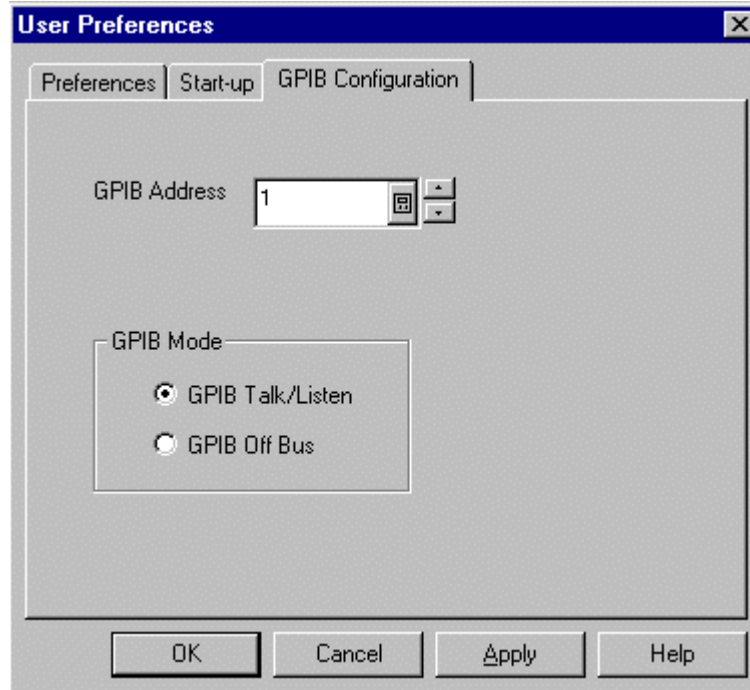 User Preferences
Preferences Start-up GPIB Configuration
GPIB Address 1
GPIB Mode
GPIB Talk/Listen
GPIB Off Bus
OK Cancel Apply Help